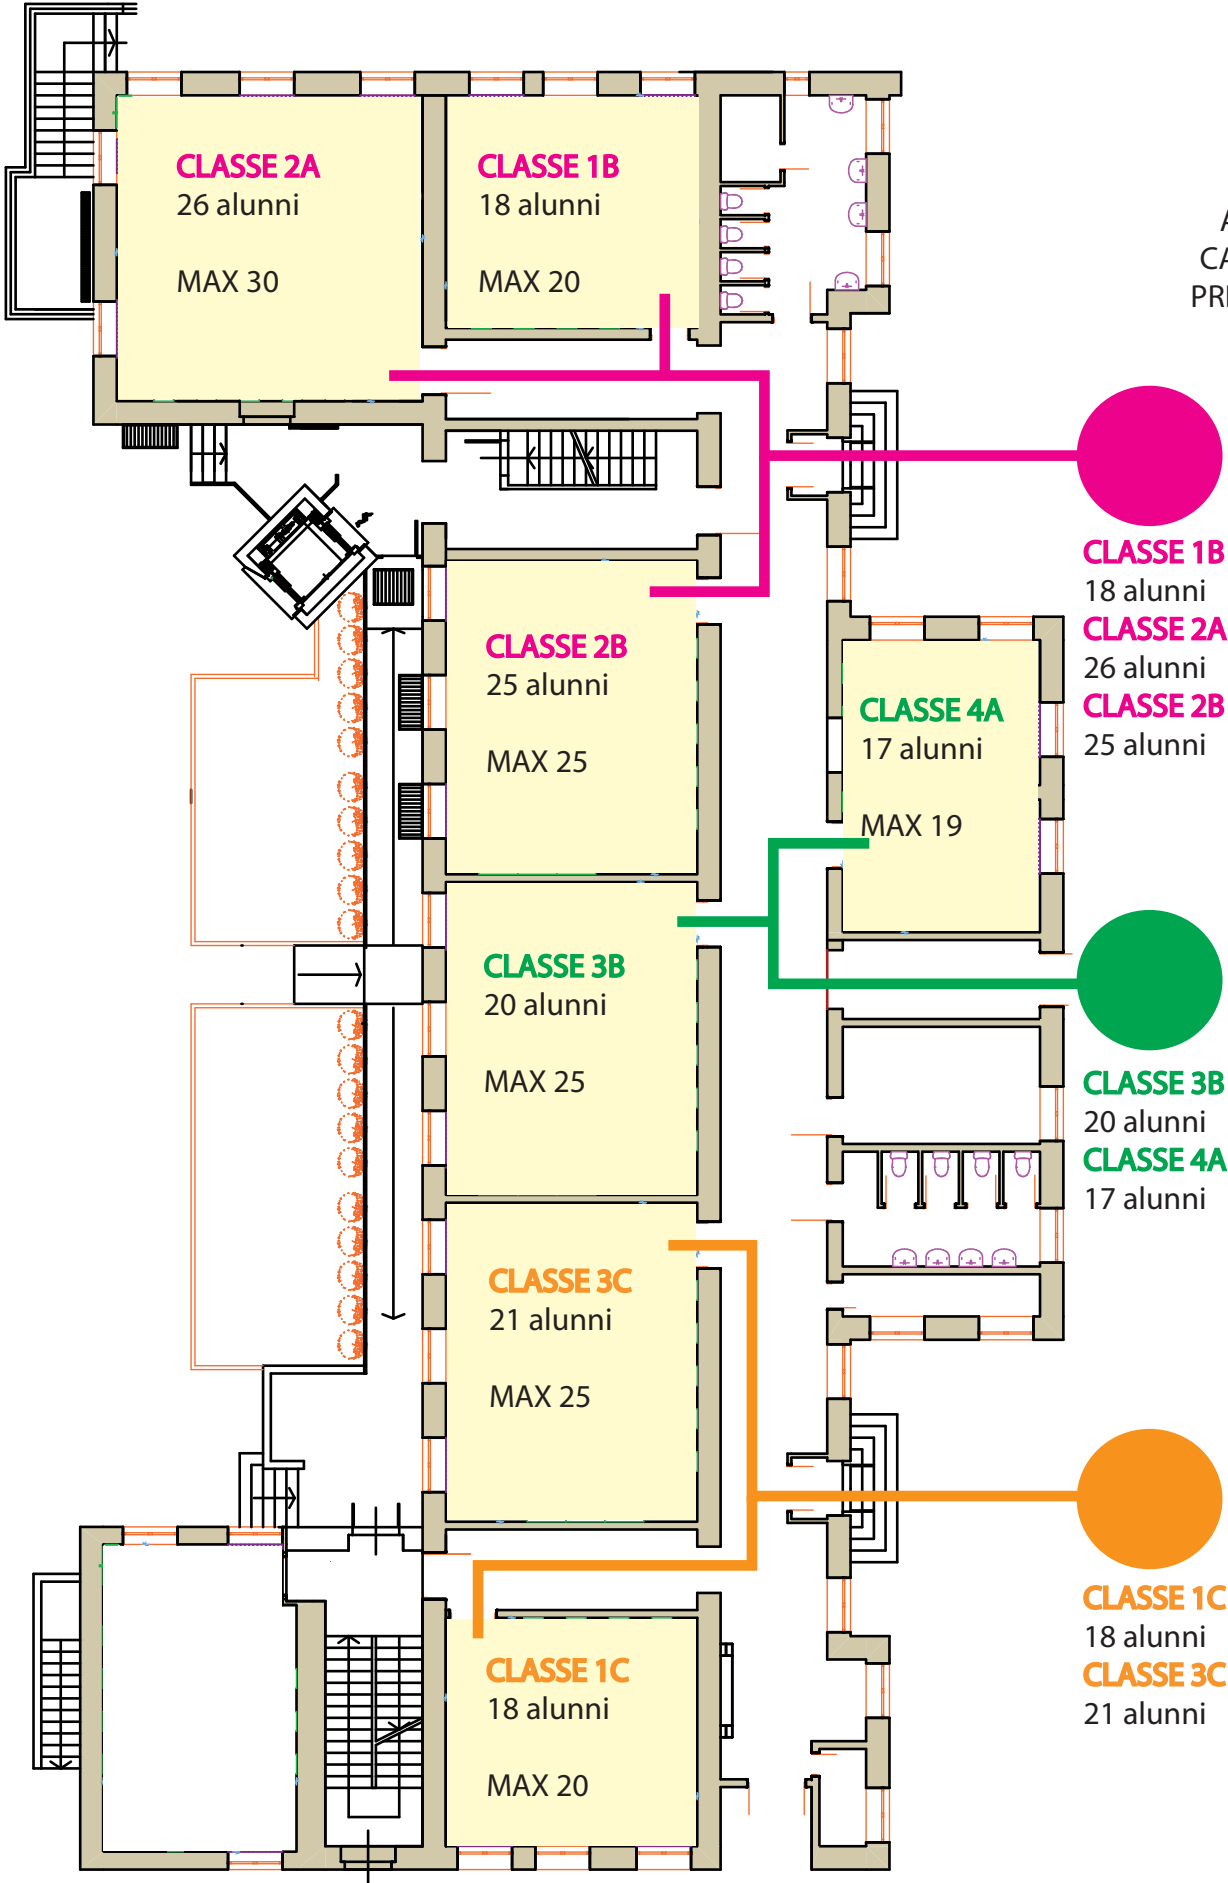 CLASSE 2A
26 alunni
MAX 30
CLASSE 1B
18 alunni
MAX 20
CLASSE 2B
25 alunni
MAX 25
CLASSE 4A
17 alunni
MAX 19
CLASSE 3B
20 alunni
MAX 25
CLASSE 3C
21 alunni
MAX 25
CLASSE 1C
18 alunni
MAX 20
CLASSE 1B
18 alunni
CLASSE 2A
26 alunni
CLASSE 2B
25 alunni
CLASSE 3B
20 alunni
CLASSE 4A
17 alunni
CLASSE 1C
18 alunni
CLASSE 3C
21 alunni